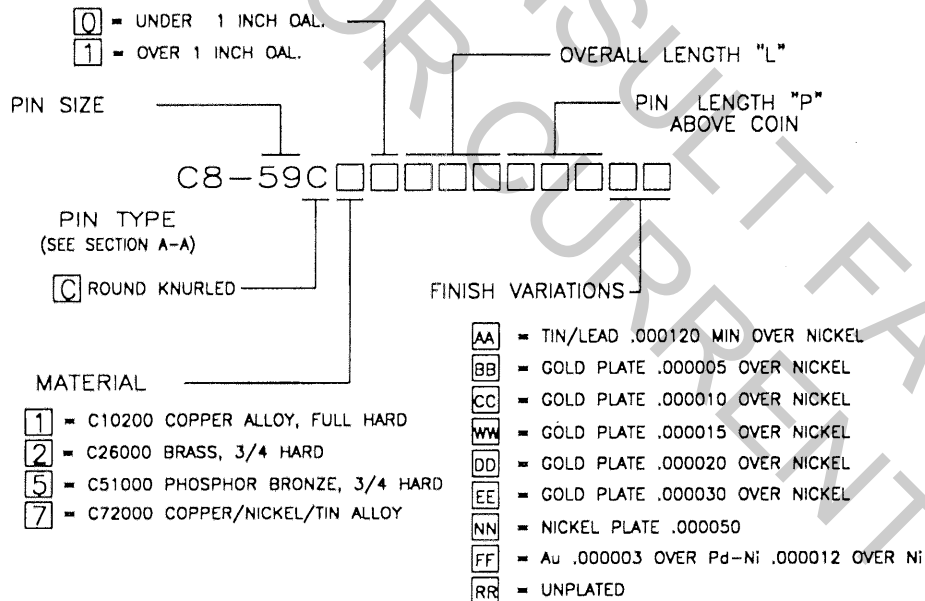 0 = UNDER 1 INCH OAL.
1 = OVER 1 INCH OAL.
OVERALL LENGTH "L"
PIN SIZE
PIN LENGTH "P"
ABOVE COIN
C8-59C□□□□□□□□□□
PIN TYPE
(SEE SECTION A-A)
C ROUND KNURLED
FINISH VARIATIONS
AA = TIN/LEAD .000120 MIN OVER NICKEL
BB = GOLD PLATE .000005 OVER NICKEL
CC = GOLD PLATE .000010 OVER NICKEL
WW = GOLD PLATE .000015 OVER NICKEL
DD = GOLD PLATE .000020 OVER NICKEL
EE = GOLD PLATE .000030 OVER NICKEL
NN = NICKEL PLATE .000050
FF = Au .000003 OVER Pd-Ni .000012 OVER Ni
RR = UNPLATED
MATERIAL
1 = C10200 COPPER ALLOY, FULL HARD
2 = C26000 BRASS, 3/4 HARD
5 = C51000 PHOSPHOR BRONZE, 3/4 HARD
7 = C72000 COPPER/NICKEL/TIN ALLOY
SULT FA
OR CURRENT